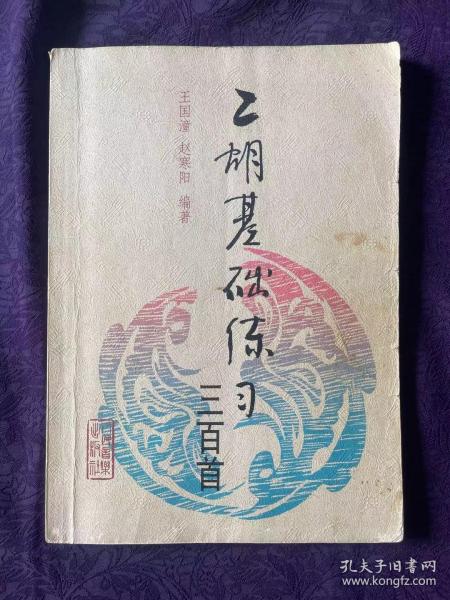 二胡基础练习
三百首
王国潼 赵寒阳 编著
人民音乐出版社
孔夫子旧书网
www.kongfz.com